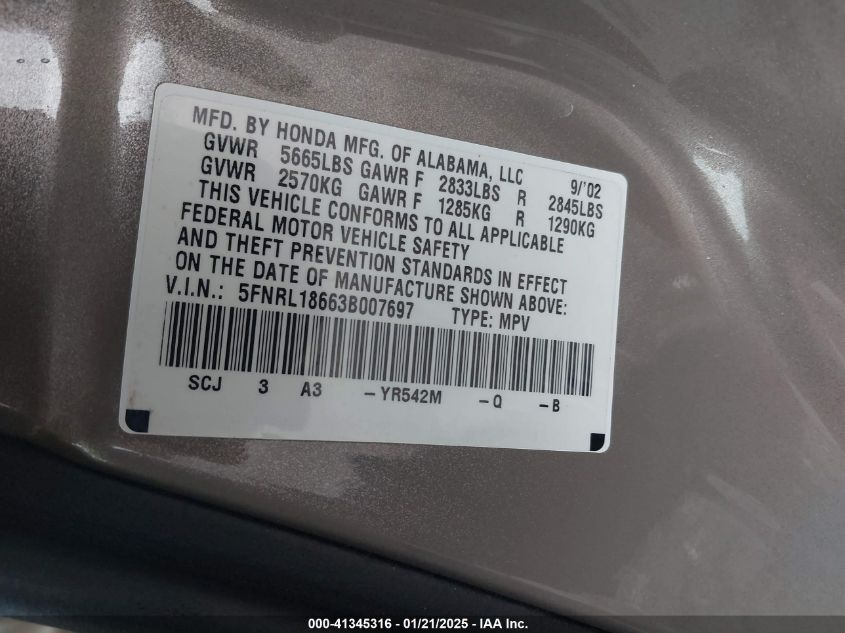 MFD. BY HONDA MFG. OF ALABAMA, LLC 9/'02
GVWR 5665LBS GAWR F 2833LBS R 2845LBS
GVWR 2570KG GAWR F 1285KG R 1290KG
THIS VEHICLE CONFORMS TO ALL APPLICABLE
FEDERAL MOTOR VEHICLE SAFETY
AND THEFT PREVENTION STANDARDS IN EFFECT
ON THE DATE OF MANUFACTURE SHOWN ABOVE:
V.I.N.: 5FNRL18663B007697 TYPE: MPV
SCJ 3 A3 -YR542M -Q -B
000-41345316 - 01/21/2025 - IAA Inc.